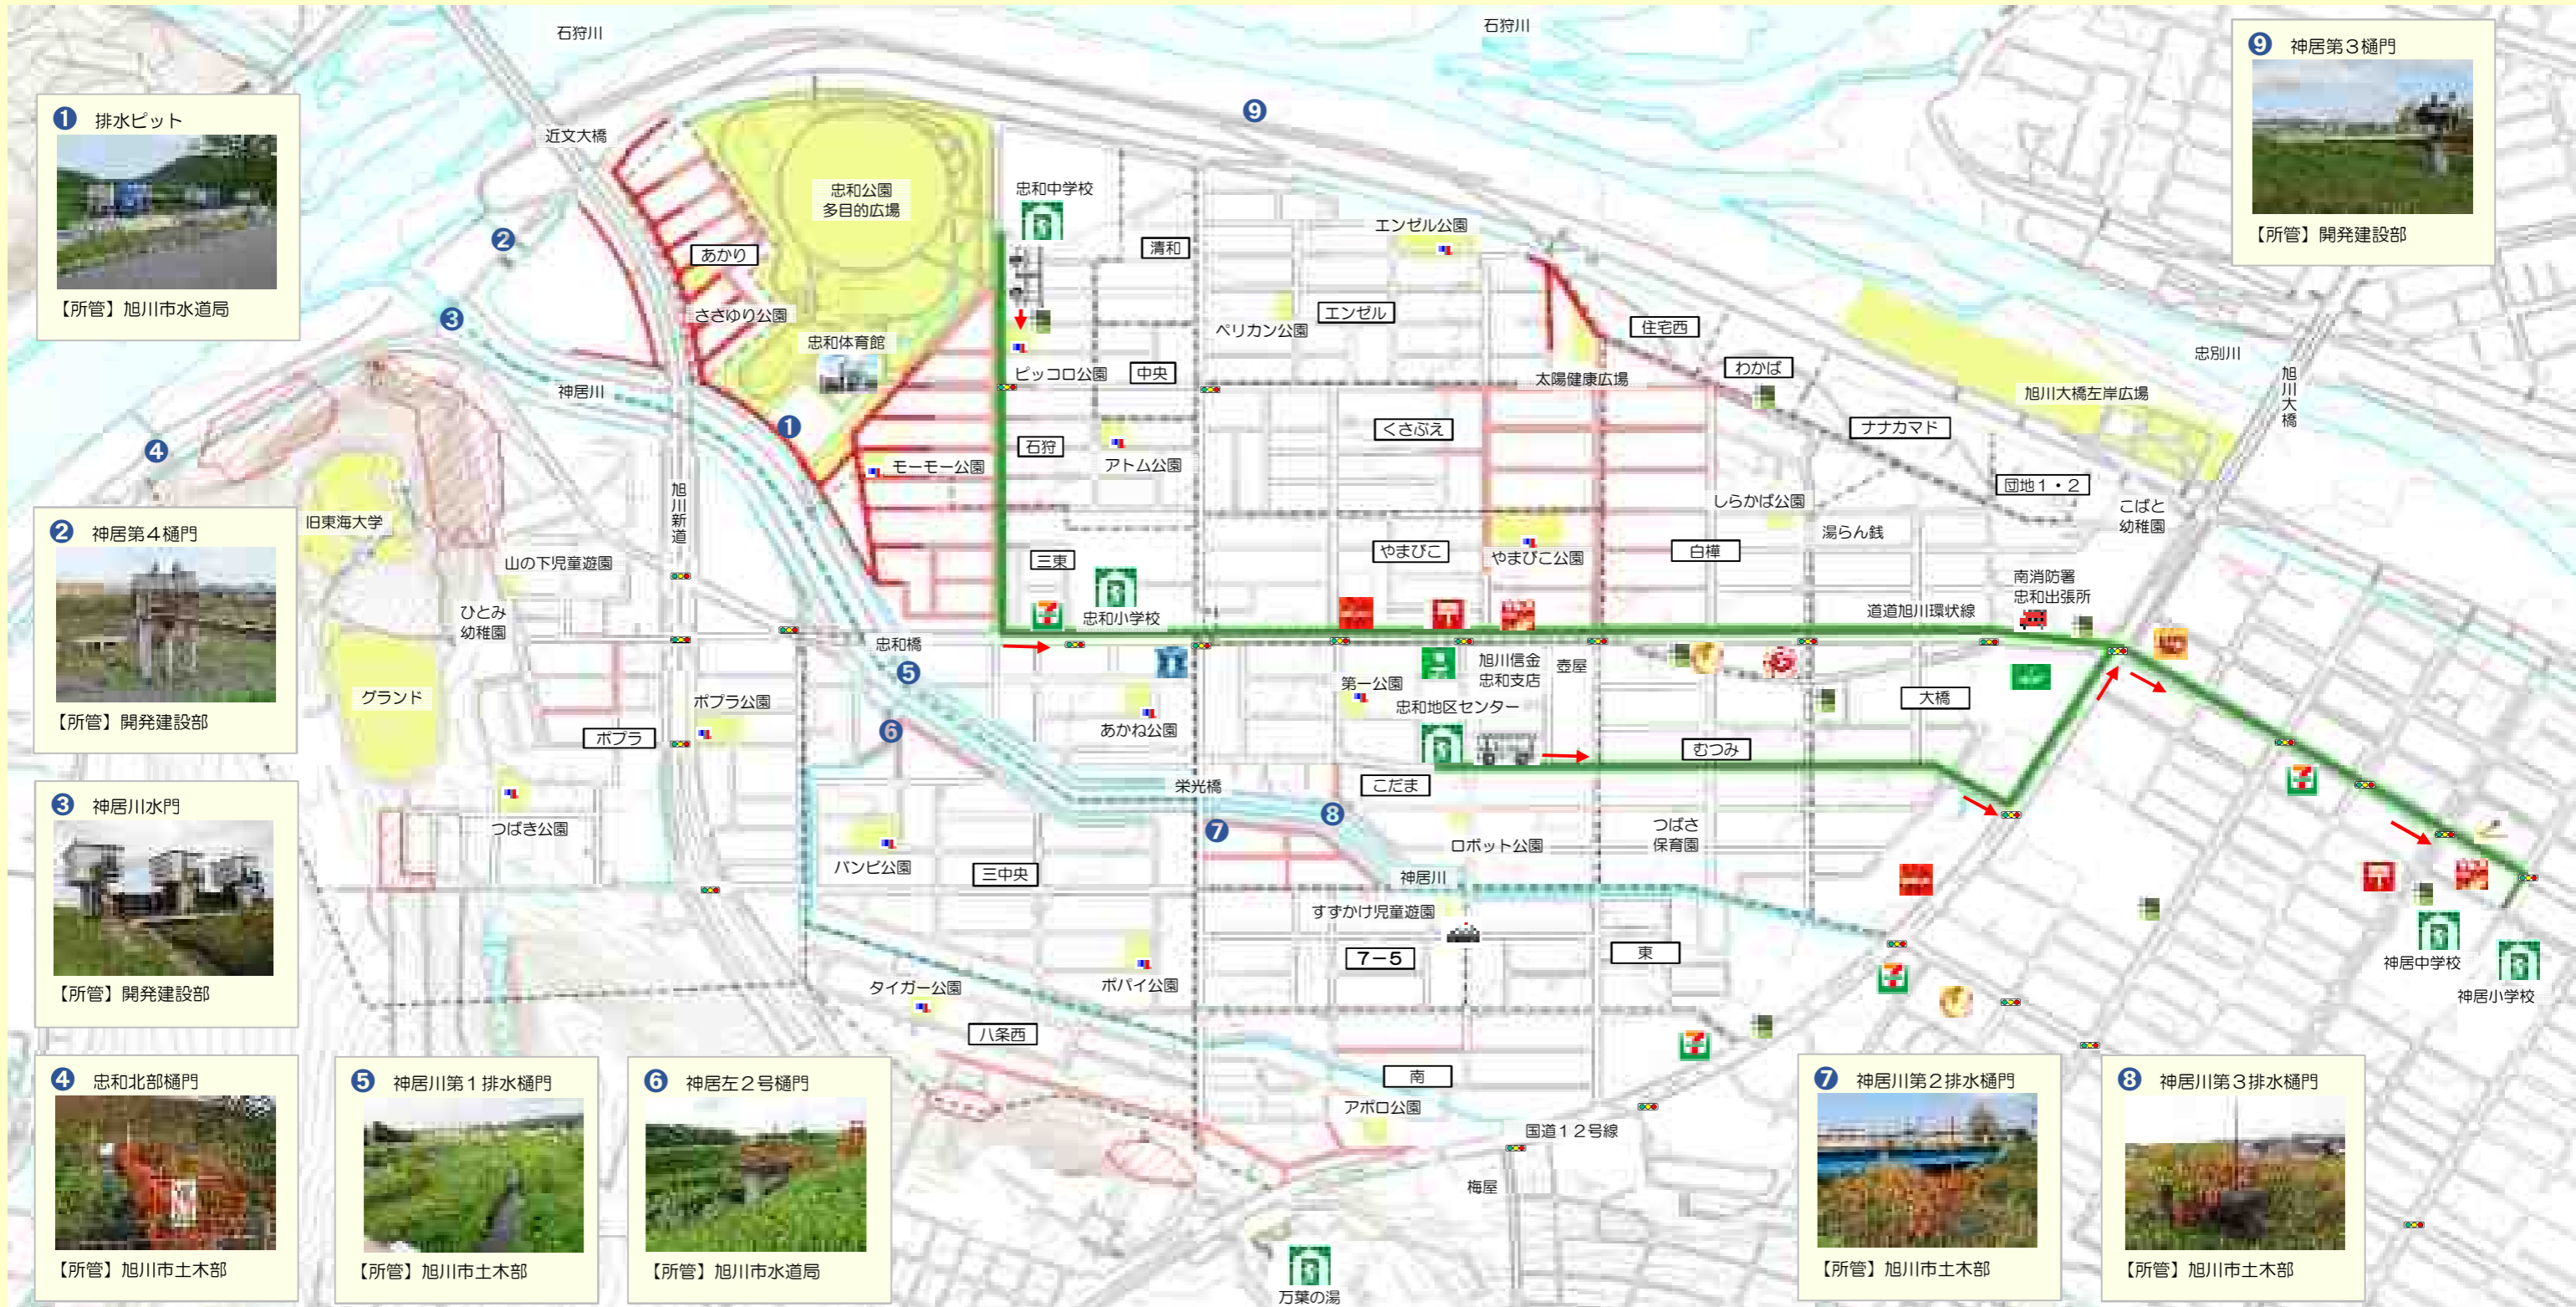 石狩川
石狩川
❾ 神居第3樋門
【所管】開発建設部
❶ 排水ピット
【所管】旭川市水道局
近文大橋
❾
忠和公園
多目的広場
忠和中学校
エンゼル公園
❷
あかり
清和
❸
ささゆり公園
ペリカン公園
エンゼル
住宅西
忠和体育館
忠別川
ピッコロ公園
中央
太陽健康広場
わかば
旭川大橋
神居川
旭川大橋左岸広場
❶
くさぶえ
ナナカマド
❹
石狩
モーモー公園
アトム公園
団地1・2
旭川新道
しらかば公園
こばと
幼稚園
旧東海大学
湯らん銭
❷ 神居第4樋門
【所管】開発建設部
山の下児童遊園
三東
やまびこ
やまびこ公園
白樺
南消防署
忠和出張所
ひとみ
幼稚園
忠和小学校
道道旭川環状線
忠和橋
❺
旭川信金
忠和支店
壺屋
グランド
ポプラ公園
第一公園
大橋
忠和地区センター
ポプラ
❻
あかね公園
むつみ
栄光橋
こだま
❸ 神居川水門
【所管】開発建設部
つばき公園
❼
❽
つばさ
保育園
ロボット公園
バンビ公園
三中央
神居川
すずかけ児童遊園
7-5
東
神居中学校
タイガー公園
ポパイ公園
神居小学校
八条西
南
アポロ公園
国道12号線
梅屋
万葉の湯
❹ 忠和北部樋門
【所管】旭川市土木部
❺ 神居川第1排水樋門
【所管】旭川市土木部
❻ 神居左2号樋門
【所管】旭川市水道局
❼ 神居川第2排水樋門
【所管】旭川市土木部
❽ 神居川第3排水樋門
【所管】旭川市土木部